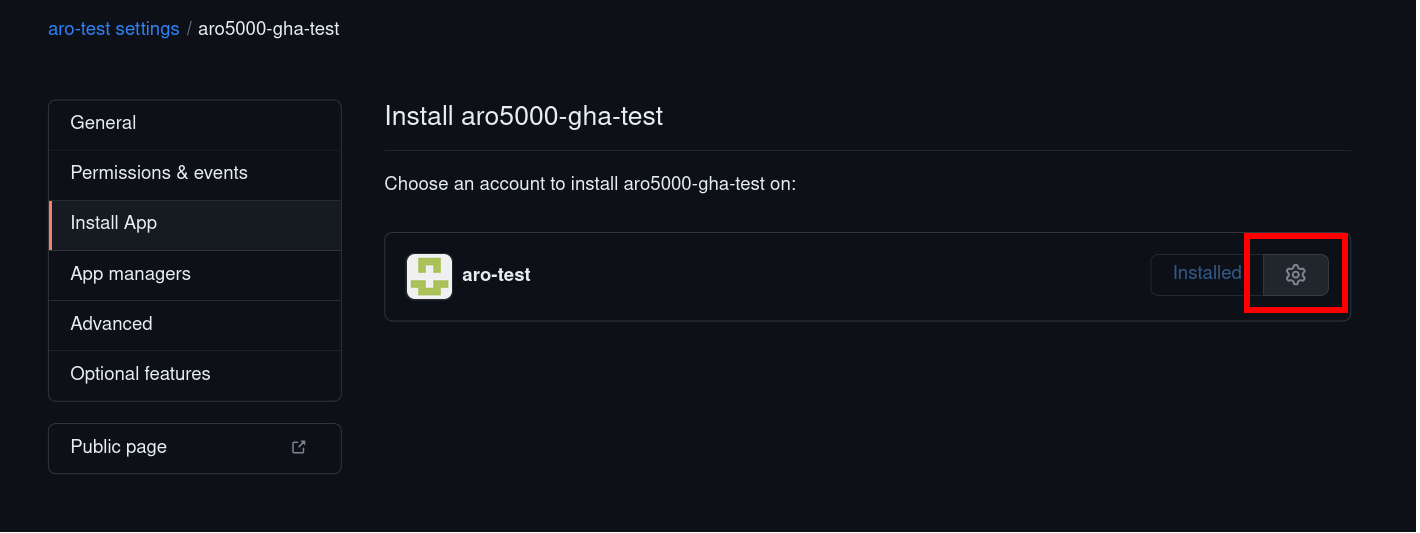 aro-test settings / aro5000-gha-test
General
Permissions & events
Install App
App managers
Advanced
Optional features
Public page
Install aro5000-gha-test
Choose an account to install aro5000-gha-test on:
aro-test
Installed